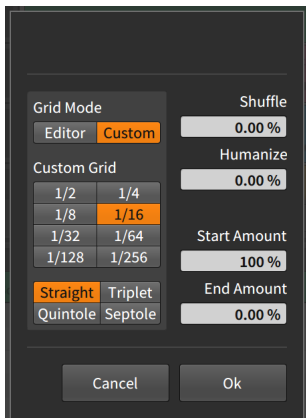 Grid Mode
Editor Custom
Custom Grid
1/2 1/4
1/8 1/16
1/32 1/64
1/128 1/256
Straight Triplet
Quintole Septole
Shuffle
0.00 %
Humanize
0.00 %
Start Amount
100 %
End Amount
0.00 %
Cancel Ok